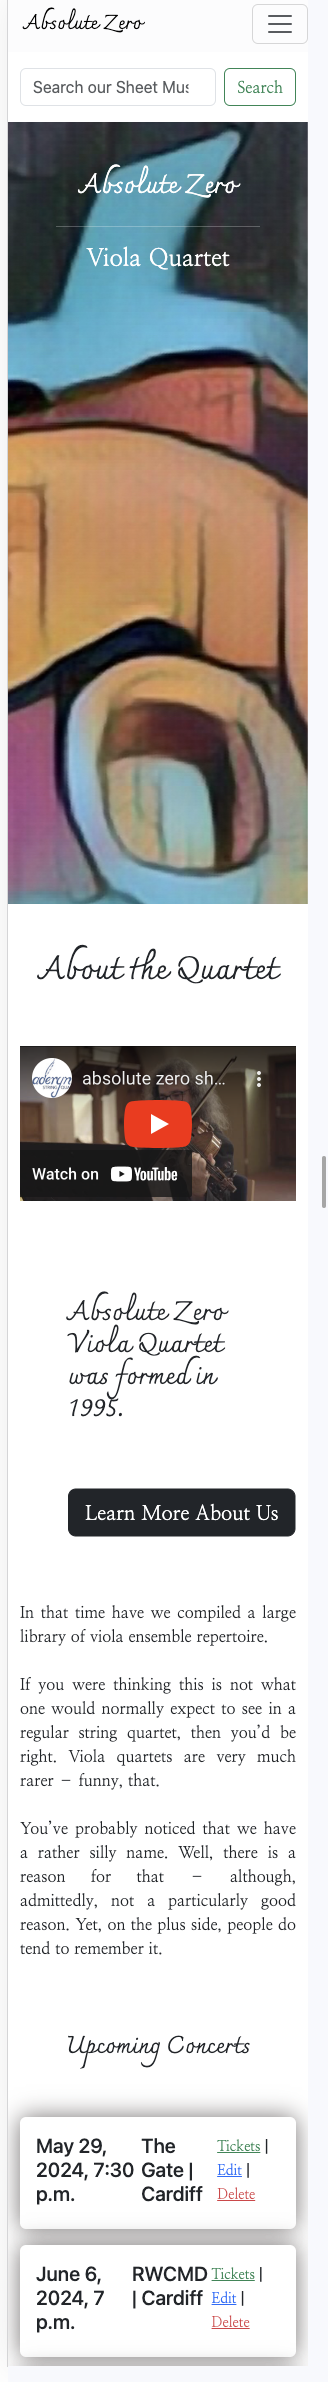 Absolute Zero
Search our Sheet Mus
Search
Absolute Zero
Viola Quartet
About the Quartet
aderyn
absolute zero sh...
Watch on YouTube
Absolute Zero
Viola Quartet
was formed in
1995.
Learn More About Us
In that time have we compiled a large
library of viola ensemble repertoire.
If you were thinking this is not what
one would normally expect to see in a
regular string quartet, then you'd be
right. Viola quartets are very much
rarer – funny, that.
You've probably noticed that we have
a rather silly name. Well, there is a
reason for that – although,
admittedly, not a particularly good
reason. Yet, on the plus side, people do
tend to remember it.
Upcoming Concerts
May 29,
2024, 7:30
p.m.
The
Gate |
Cardiff
Tickets |
Edit |
Delete
June 6,
2024, 7
p.m.
RWCMD
| Cardiff
Tickets |
Edit |
Delete